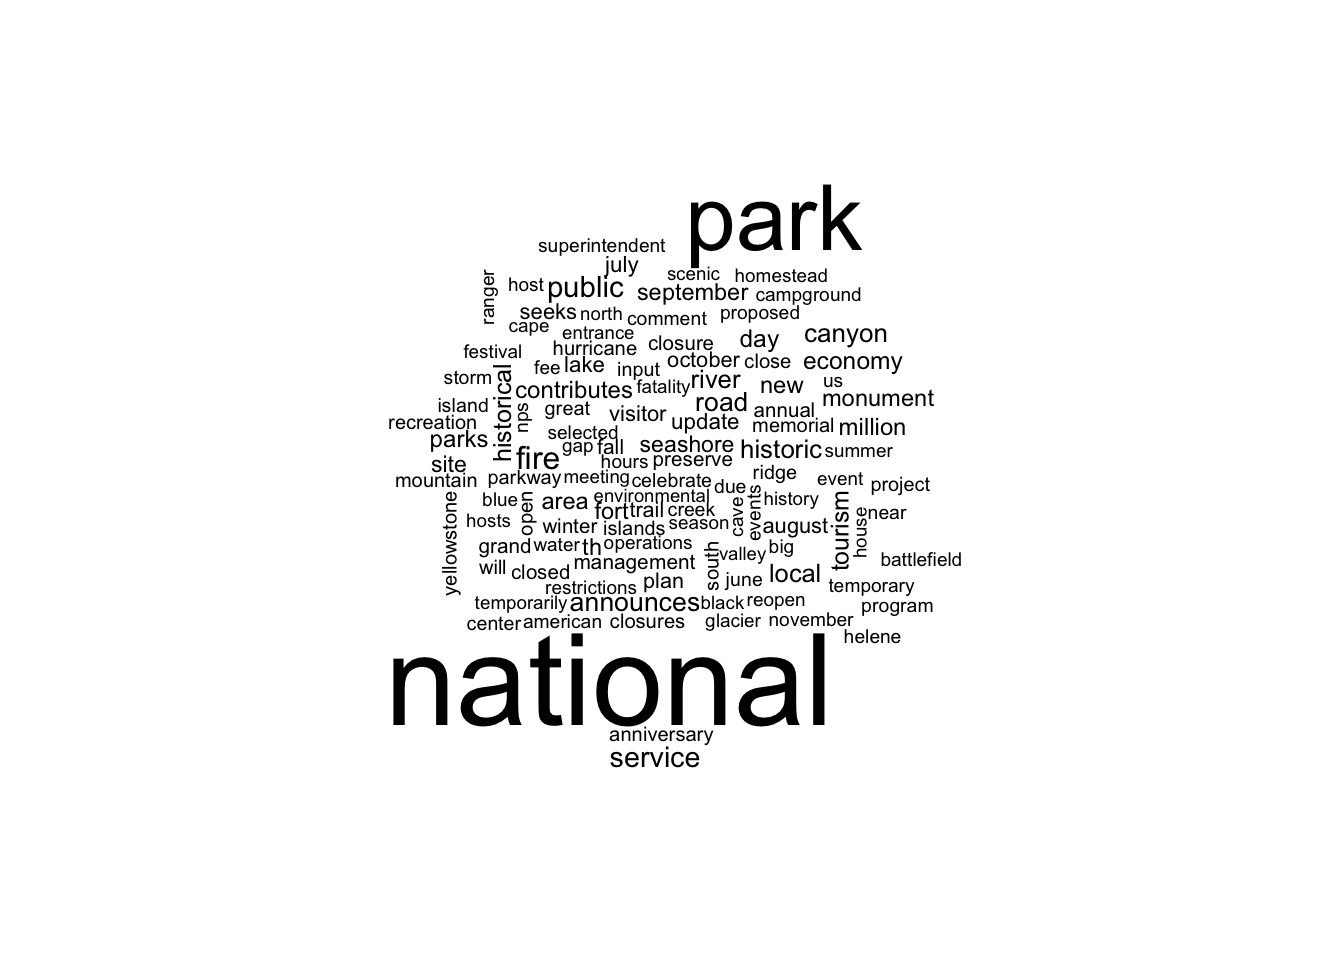 park
superintendent
july
scenic homestead
ranger
host public september campground
seeks north comment proposed
cape entrance closure day canyon
festival hurricane october close economy
fee lake input
storm historical contributes fatality river new us
island nps great visitor road annual monument
recreation selected update memorial million
parks gap fall seashore historic summer
site fire hours preserve
mountain parkway meeting celebrate due ridge event project
yellowstone blue open area environmental cave events history tourism
hosts fort trail creek house near
winter islands season august
grand water th operations south valley big battlefield
will closed management
restrictions plan june local temporary
temporarily announces black reopen program
center american closures glacier november
helene
national
anniversary
service